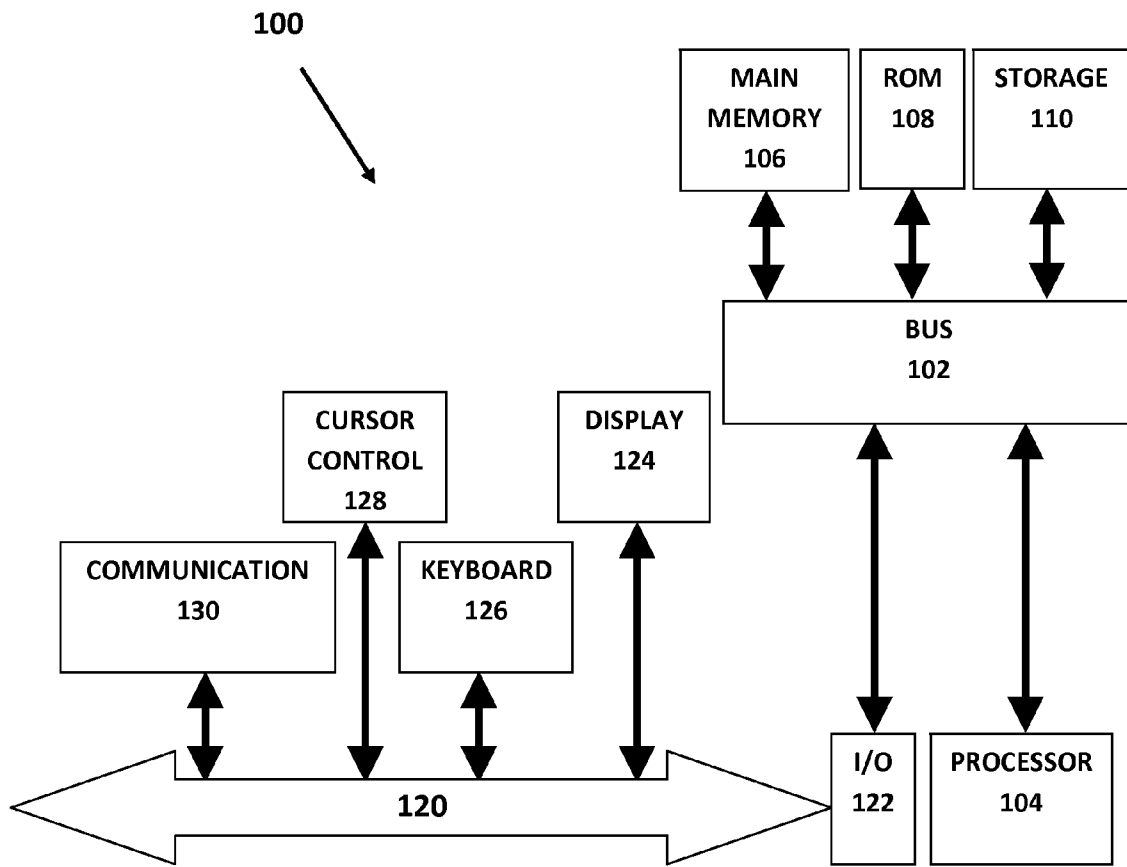 100
MAIN
MEMORY
106
ROM
108
STORAGE
110
BUS
102
CURSOR
CONTROL
128
DISPLAY
124
COMMUNICATION
130
KEYBOARD
126
I/O
122
PROCESSOR
104
120